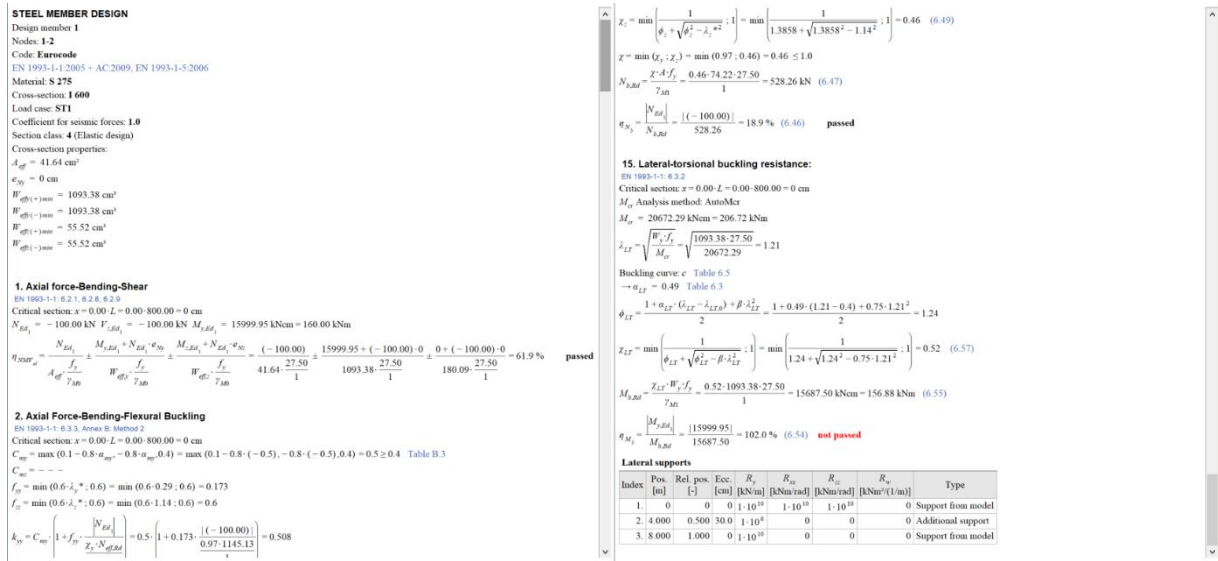 STEEL MEMBER DESIGN
Design member 1
Nodes: 1-2
Code: Eurocode
EN 1993-1-1:2005 + AC:2009, EN 1993-1-5:2006
Material: S 275
Cross-section: I 600
Load case: ST1
Coefficient for seismic forces: 1.0
Section class: 4 (Elastic design)
Cross-section properties:
A_eff = 41.64 cm²
e_Ny = 0 cm
W_effy(+)min = 1093.38 cm³
W_effy(-)min = 1093.38 cm³
W_effz(+)min = 55.52 cm³
W_effz(-)min = 55.52 cm³
1. Axial force-Bending-Shear
EN 1993-1-1: 6.2.1, 6.2.8, 6.2.9
Critical section: x = 0.00·L = 0.00·800.00 = 0 cm
N_Ed1 = − 100.00 kN V_z,Ed1 = − 100.00 kN M_y,Ed1 = 15999.95 kNcm = 160.00 kNm
η_NMVel = N_Ed1 / (A_eff · f_y/γ_M0) ± (M_y,Ed1 + N_Ed1·e_Nz) / (W_eff,y · f_y/γ_M0) ± (M_z,Ed1 + N_Ed1·e_Ny) / (W_eff,z · f_y/γ_M0) = (− 100.00) / (41.64 · 27.50/1) ± (15999.95 + (− 100.00)·0) / (1093.38 · 27.50/1) ± (0 + (− 100.00)·0) / (180.09 · 27.50/1) = 61.9 % passed
2. Axial Force-Bending-Flexural Buckling
EN 1993-1-1: 6.3.3, Annex B: Method 2
Critical section: x = 0.00·L = 0.00·800.00 = 0 cm
C_my = max (0.1 − 0.8·α_my, − 0.8·α_my, 0.4) = max (0.1 − 0.8·(− 0.5), − 0.8·(− 0.5), 0.4) = 0.5 ≥ 0.4 Table B.3
C_mz = − − −
f_yy = min (0.6·λ_y*; 0.6) = min (0.6·0.29 ; 0.6) = 0.173
f_zz = min (0.6·λ_z*; 0.6) = min (0.6·1.14 ; 0.6) = 0.6
k_yy = C_my · (1 + f_yy · |N_Ed1| / (χ_y·N_eff,Rd)) = 0.5 · (1 + 0.173 · |(− 100.00)| / (0.97·1145.13 / 1)) = 0.508
χ_z = min (1 / (ϕ_z + √(ϕ_z² − λ_z*²)) ; 1) = min (1 / (1.3858 + √(1.3858² − 1.14²)) ; 1) = 0.46 (6.49)
χ = min (χ_y ; χ_z) = min (0.97 ; 0.46) = 0.46 ≤ 1.0
N_b,Rd = χ·A·f_y / γ_M1 = 0.46·74.22·27.50 / 1 = 528.26 kN (6.47)
η_Nb = |N_Ed1| / N_b,Rd = |(− 100.00)| / 528.26 = 18.9 % (6.46) passed
15. Lateral-torsional buckling resistance:
EN 1993-1-1: 6.3.2
Critical section: x = 0.00·L = 0.00·800.00 = 0 cm
M_cr Analysis method: AutoMcr
M_cr = 20672.29 kNcm = 206.72 kNm
λ_LT = √(W_y·f_y / M_cr) = √(1093.38·27.50 / 20672.29) = 1.21
Buckling curve: c Table 6.5
→ α_LT = 0.49 Table 6.3
ϕ_LT = (1 + α_LT·(λ_LT − λ_LT,0) + β·λ_LT²) / 2 = (1 + 0.49·(1.21 − 0.4) + 0.75·1.21²) / 2 = 1.24
χ_LT = min (1 / (ϕ_LT + √(ϕ_LT² − β·λ_LT²)) ; 1) = min (1 / (1.24 + √(1.24² − 0.75·1.21²)) ; 1) = 0.52 (6.57)
M_b,Rd = χ_LT·W_y·f_y / γ_M1 = 0.52·1093.38·27.50 / 1 = 15687.50 kNcm = 156.88 kNm (6.55)
η_Mb = |M_y,Ed1| / M_b,Rd = |15999.95| / 15687.50 = 102.0 % (6.54) not passed
Lateral supports
Index Pos. [m] Rel. pos. [-] Ecc. [cm] R_y [kN/m] R_xx [kNm/rad] R_zz [kNm/rad] R_w [kNm²/(1/m)] Type
1. 0 0 0 1·10¹⁰ 1·10¹⁰ 1·10¹⁰ 0 Support from model
2. 4.000 0.500 30.0 1·10⁴ 0 0 0 Additional support
3. 8.000 1.000 0 1·10¹⁰ 0 0 0 Support from model